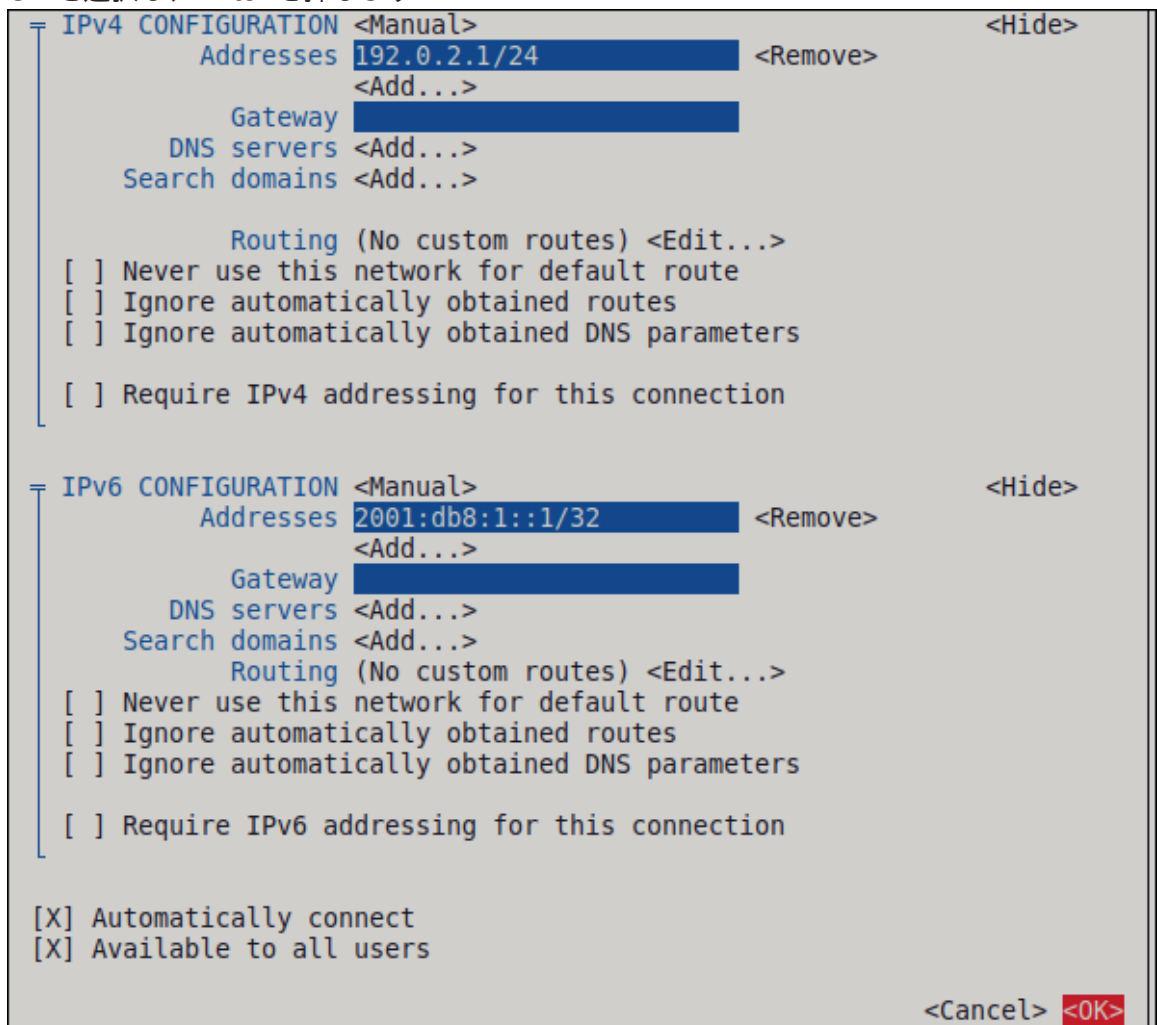 IPv4 CONFIGURATION <Manual> <Hide>
Addresses 192.0.2.1/24 <Remove>
<Add...>
Gateway
DNS servers <Add...>
Search domains <Add...>
Routing (No custom routes) <Edit...>
[ ] Never use this network for default route
[ ] Ignore automatically obtained routes
[ ] Ignore automatically obtained DNS parameters
[ ] Require IPv4 addressing for this connection
IPv6 CONFIGURATION <Manual> <Hide>
Addresses 2001:db8:1::1/32 <Remove>
<Add...>
Gateway
DNS servers <Add...>
Search domains <Add...>
Routing (No custom routes) <Edit...>
[ ] Never use this network for default route
[ ] Ignore automatically obtained routes
[ ] Ignore automatically obtained DNS parameters
[ ] Require IPv6 addressing for this connection
[X] Automatically connect
[X] Available to all users
<Cancel> <OK>